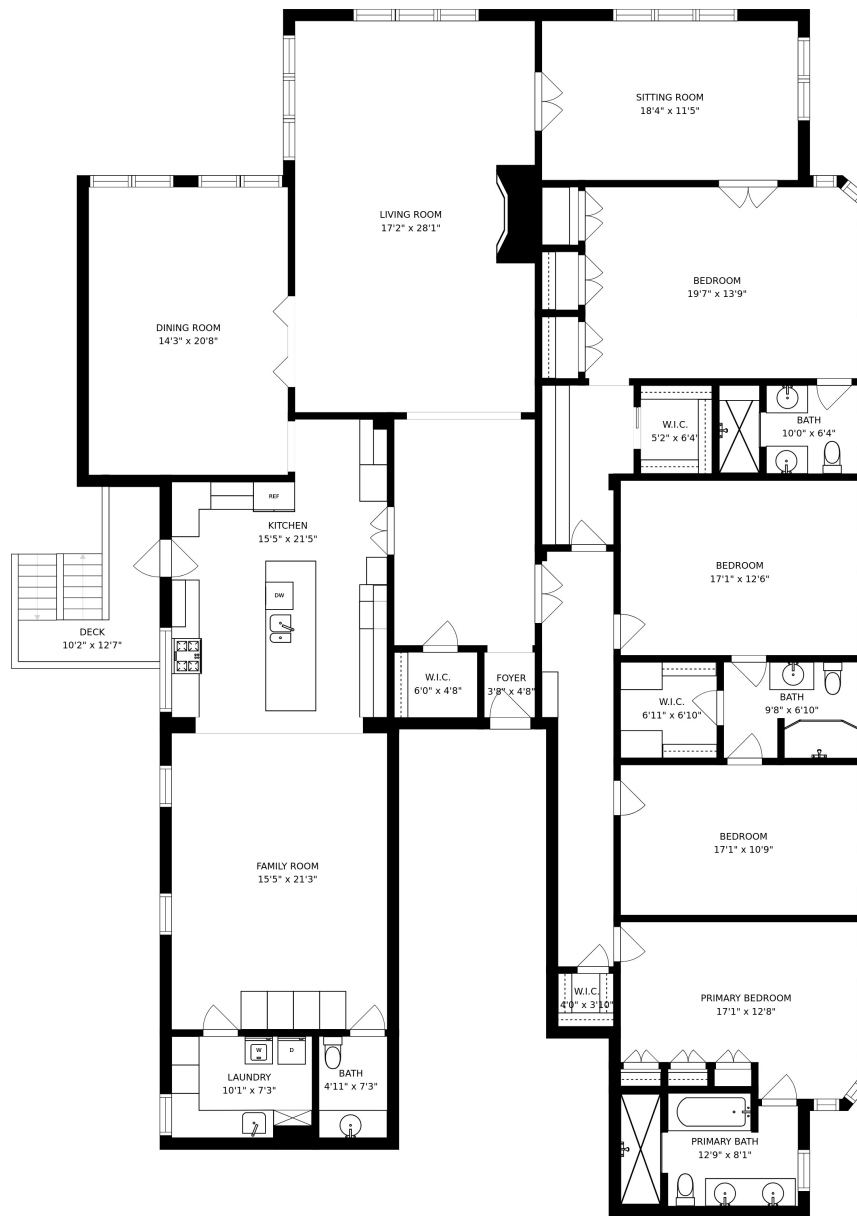 SITTING ROOM
18'4" x 11'5"
LIVING ROOM
17'2" x 28'1"
BEDROOM
19'7" x 13'9"
DINING ROOM
14'3" x 20'8"
W.I.C.
5'2" x 6'4"
BATH
10'0" x 6'4"
REF
KITCHEN
15'5" x 21'5"
BEDROOM
17'1" x 12'6"
DW
DECK
10'2" x 12'7"
W.I.C.
6'0" x 4'8"
FOYER
3'8" x 4'8"
W.I.C.
6'11" x 6'10"
BATH
9'8" x 6'10"
BEDROOM
17'1" x 10'9"
FAMILY ROOM
15'5" x 21'3"
W.I.C.
4'0" x 3'10"
PRIMARY BEDROOM
17'1" x 12'8"
W
D
LAUNDRY
10'1" x 7'3"
BATH
4'11" x 7'3"
PRIMARY BATH
12'9" x 8'1"